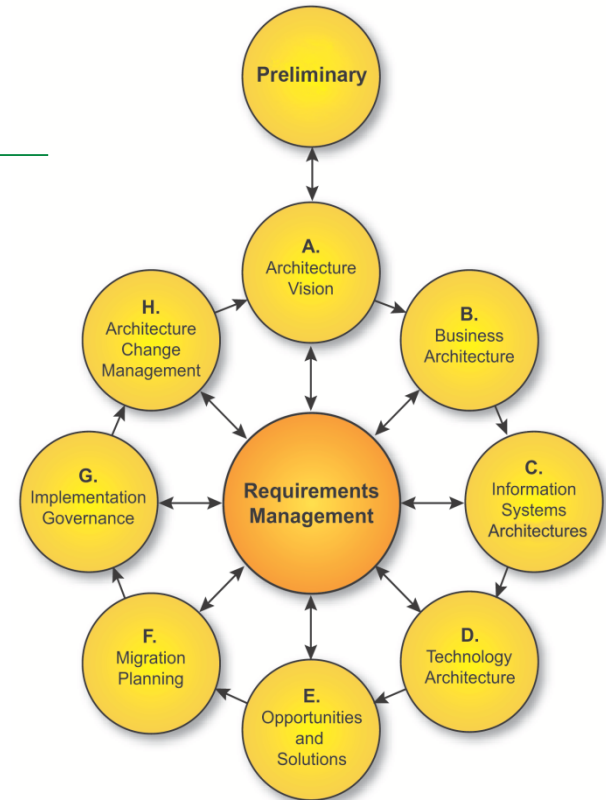 Preliminary
A.
Architecture
Vision
B.
Business
Architecture
C.
Information
Systems
Architectures
D.
Technology
Architecture
E.
Opportunities
and
Solutions
F.
Migration
Planning
G.
Implementation
Governance
H.
Architecture
Change
Management
Requirements
Management